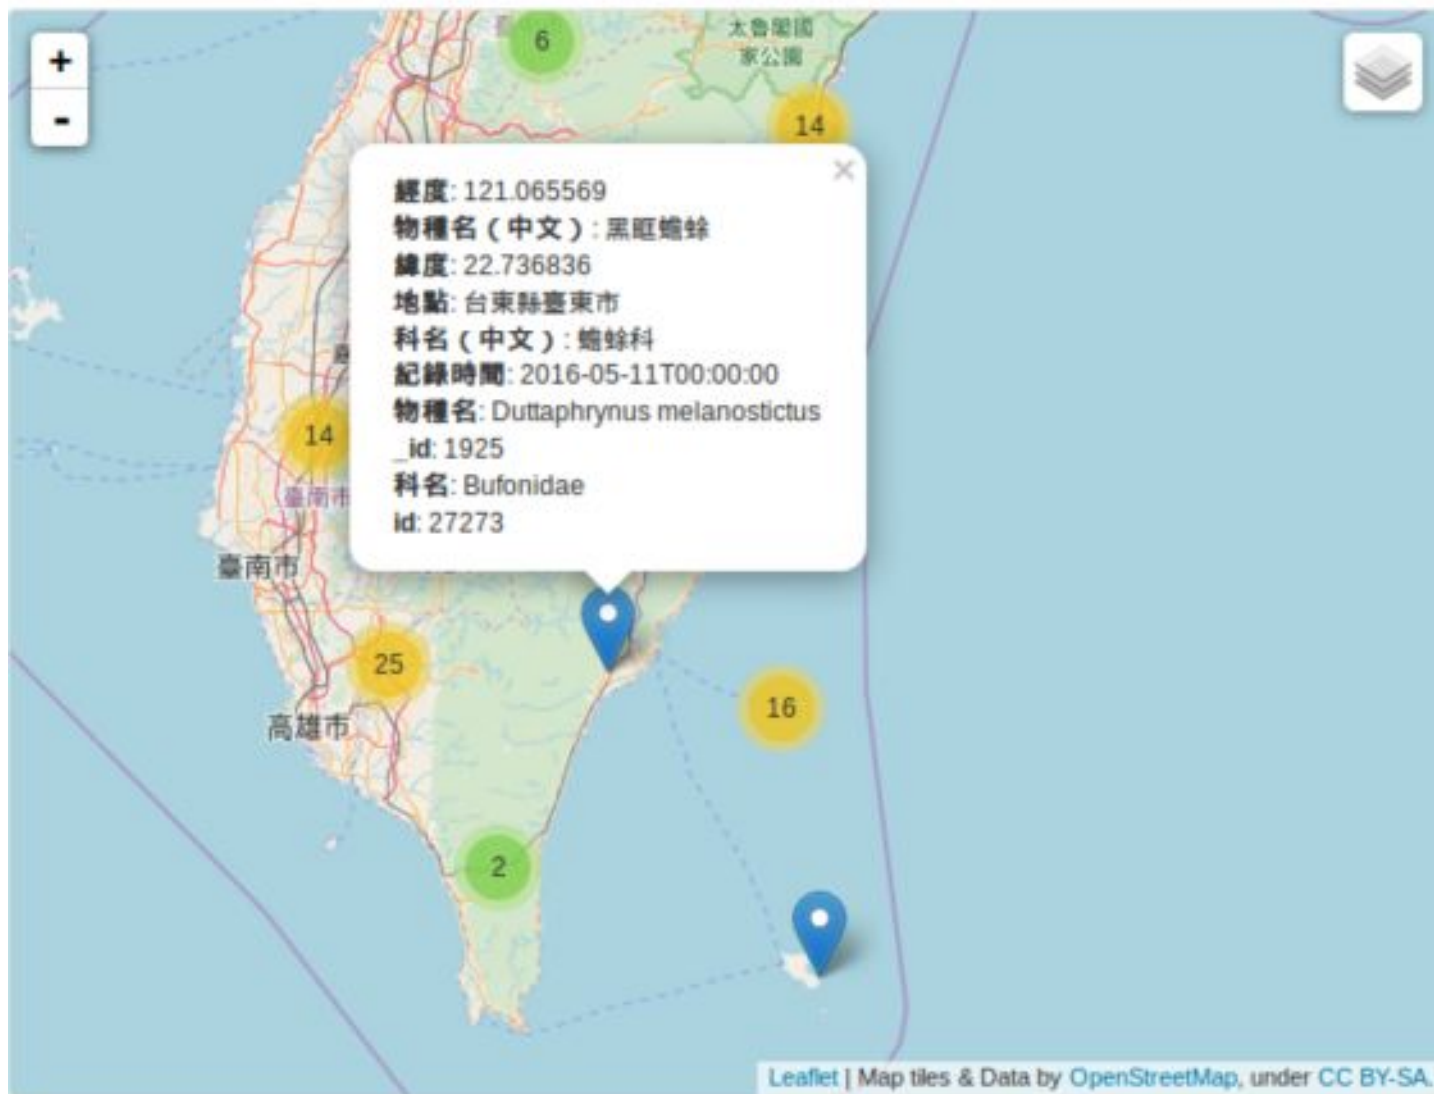 +
-
6
太魯閣國
家公園
14
×
經度: 121.065569
物種名（中文）: 黑眶蟾蜍
緯度: 22.736836
地點: 台東縣臺東市
科名（中文）: 蟾蜍科
紀錄時間: 2016-05-11T00:00:00
物種名: Duttaphrynus melanostictus
_id: 1925
科名: Bufonidae
id: 27273
14
臺南市
臺南市
25
16
高雄市
2
Leaflet | Map tiles & Data by OpenStreetMap, under CC BY-SA.